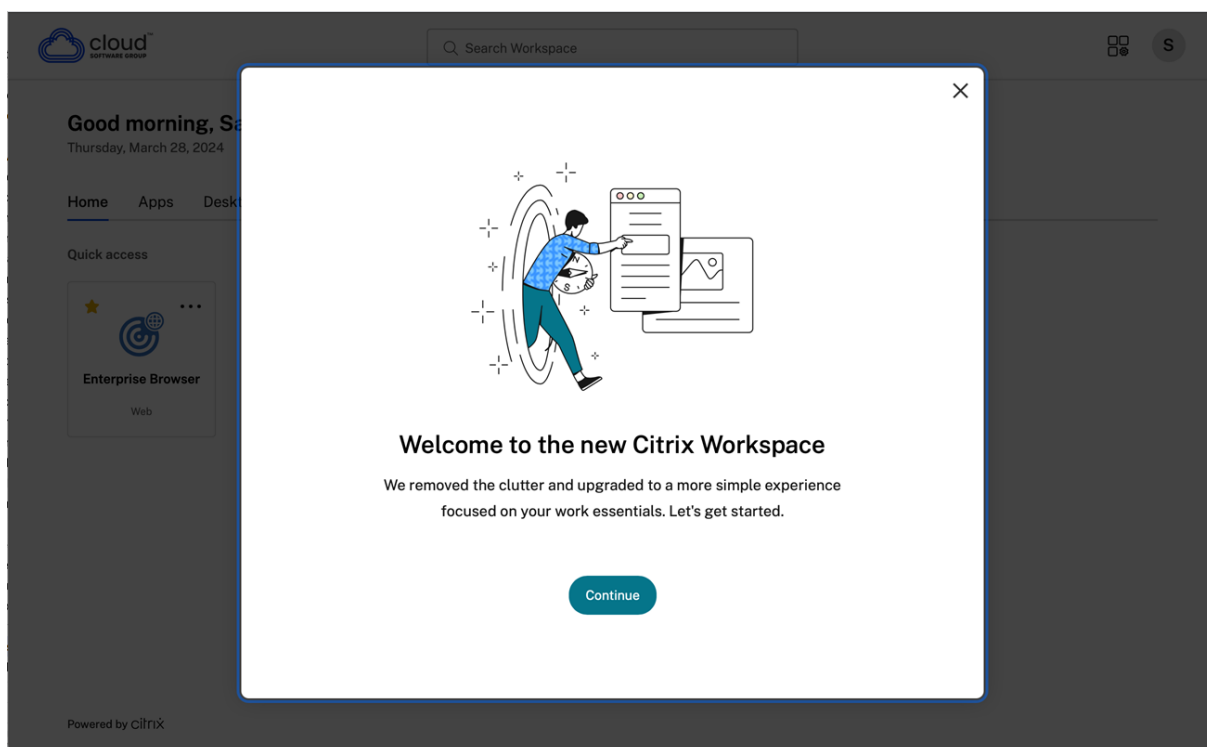 cloud™
SOFTWARE GROUP
Search Workspace
S
Good morning, Sa
Thursday, March 28, 2024
Home Apps Deskt
Quick access
Enterprise Browser
Web
N
S
Welcome to the new Citrix Workspace
We removed the clutter and upgraded to a more simple experience
focused on your work essentials. Let's get started.
Continue
Powered by citrix